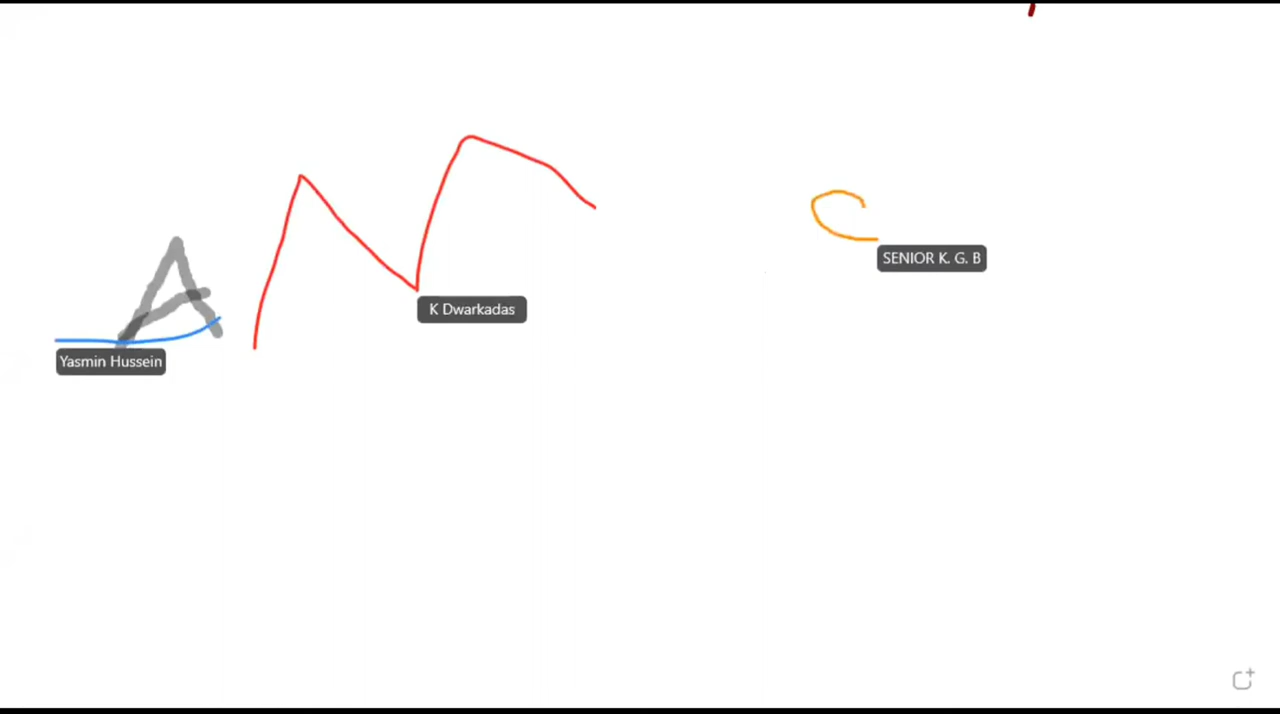 A
K Dwarkadas
C
SENIOR K. G. B
Yasmin Hussein